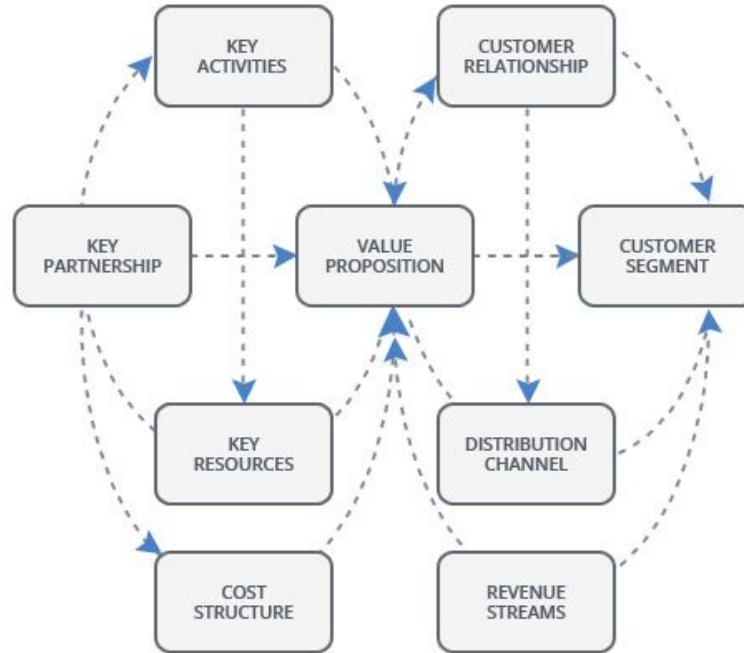 KEY
ACTIVITIES
CUSTOMER
RELATIONSHIP
KEY
PARTNERSHIP
VALUE
PROPOSITION
CUSTOMER
SEGMENT
KEY
RESOURCES
DISTRIBUTION
CHANNEL
COST
STRUCTURE
REVENUE
STREAMS